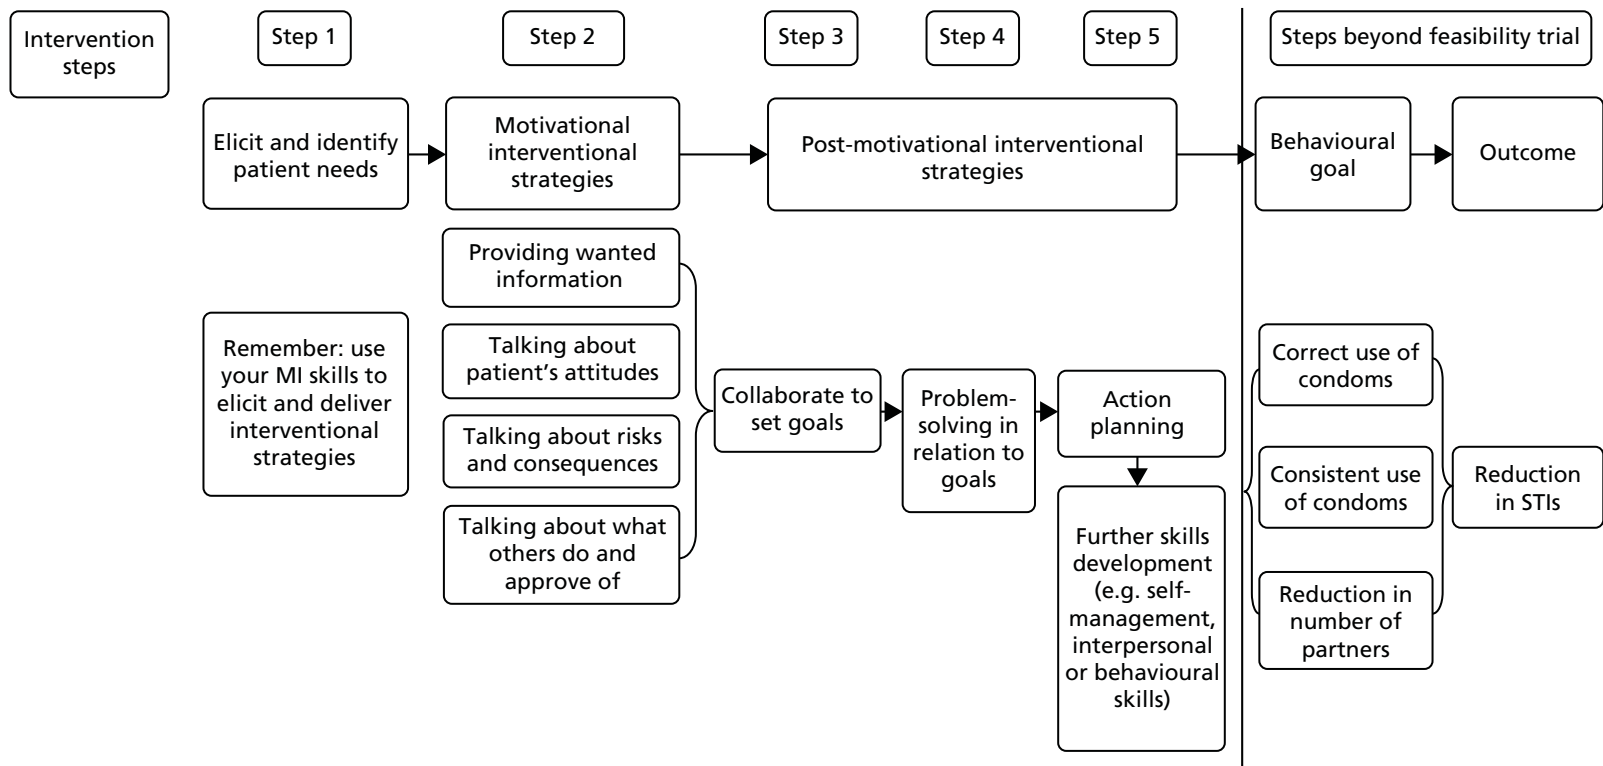 Intervention
steps
Step 1
Step 2
Step 3
Step 4
Step 5
Steps beyond feasibility trial
Elicit and identify
patient needs
Motivational
interventional
strategies
Post-motivational interventional
strategies
Behavioural
goal
Outcome
Remember: use
your MI skills to
elicit and deliver
interventional
strategies
Providing wanted
information
Talking about
patient's attitudes
Talking about risks
and consequences
Talking about what
others do and
approve of
Collaborate to
set goals
Problem-
solving in
relation to
goals
Action
planning
Further skills
development
(e.g. self-
management,
interpersonal
or behavioural
skills)
Correct use of
condoms
Consistent use
of condoms
Reduction in
number of
partners
Reduction
in STIs